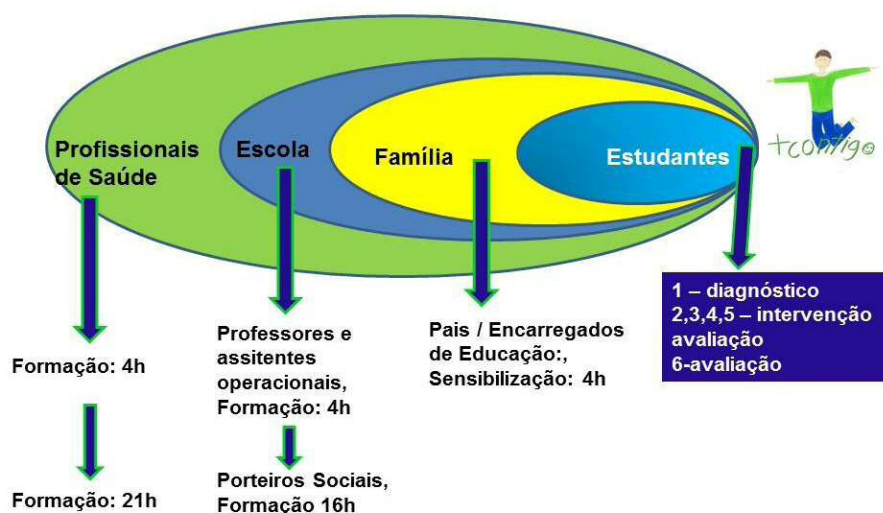 Profissionais
de Saúde
Escola
Família
Estudantes
+contigo
Formação: 4h
Formação: 21h
Professores e
assitentes
operacionais,
Formação: 4h
Porteiros Sociais,
Formação 16h
Pais / Encarregados
de Educação:,
Sensibilização: 4h
1 – diagnóstico
2,3,4,5 – intervenção
avaliação
6-avaliação